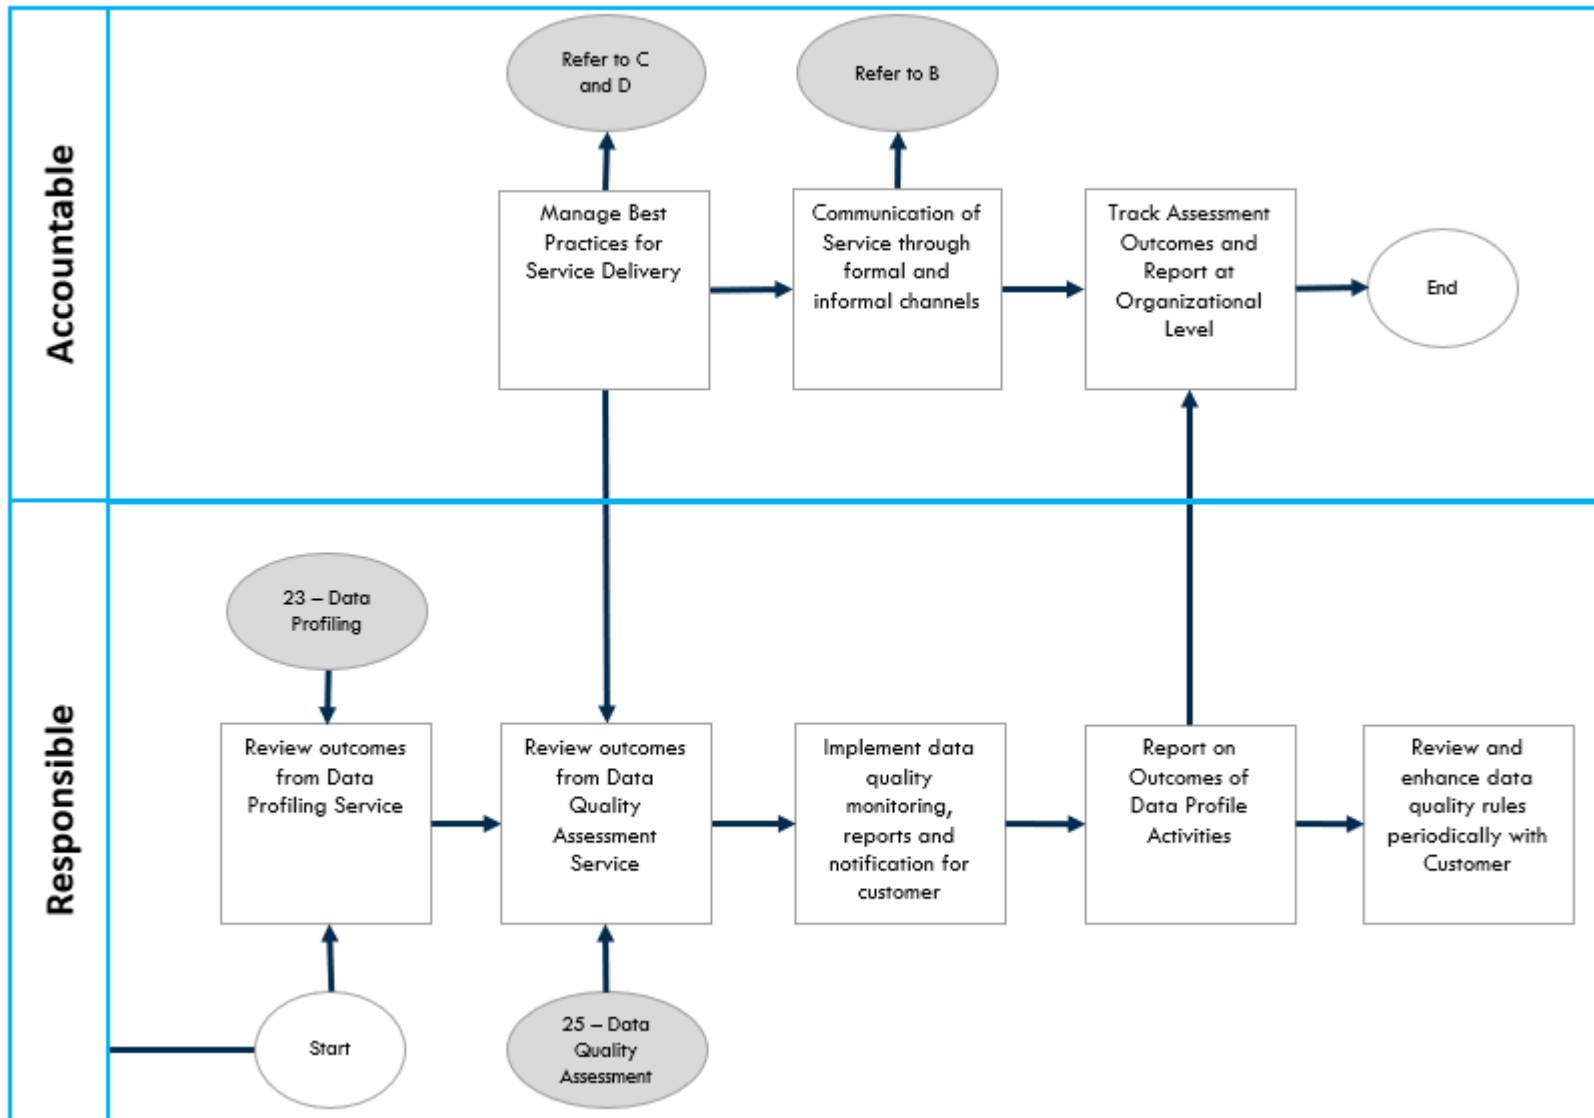 Accountable
Refer to C
and D
Refer to B
Manage Best
Practices for
Service Delivery
Communication of
Service through
formal and
informal channels
Track Assessment
Outcomes and
Report at
Organizational
Level
End
Responsible
23 – Data
Profiling
Review outcomes
from Data
Profiling Service
Review outcomes
from Data
Quality
Assessment
Service
Implement data
quality
monitoring,
reports and
notification for
customer
Report on
Outcomes of
Data Profile
Activities
Review and
enhance data
quality rules
periodically with
Customer
Start
25 – Data
Quality
Assessment